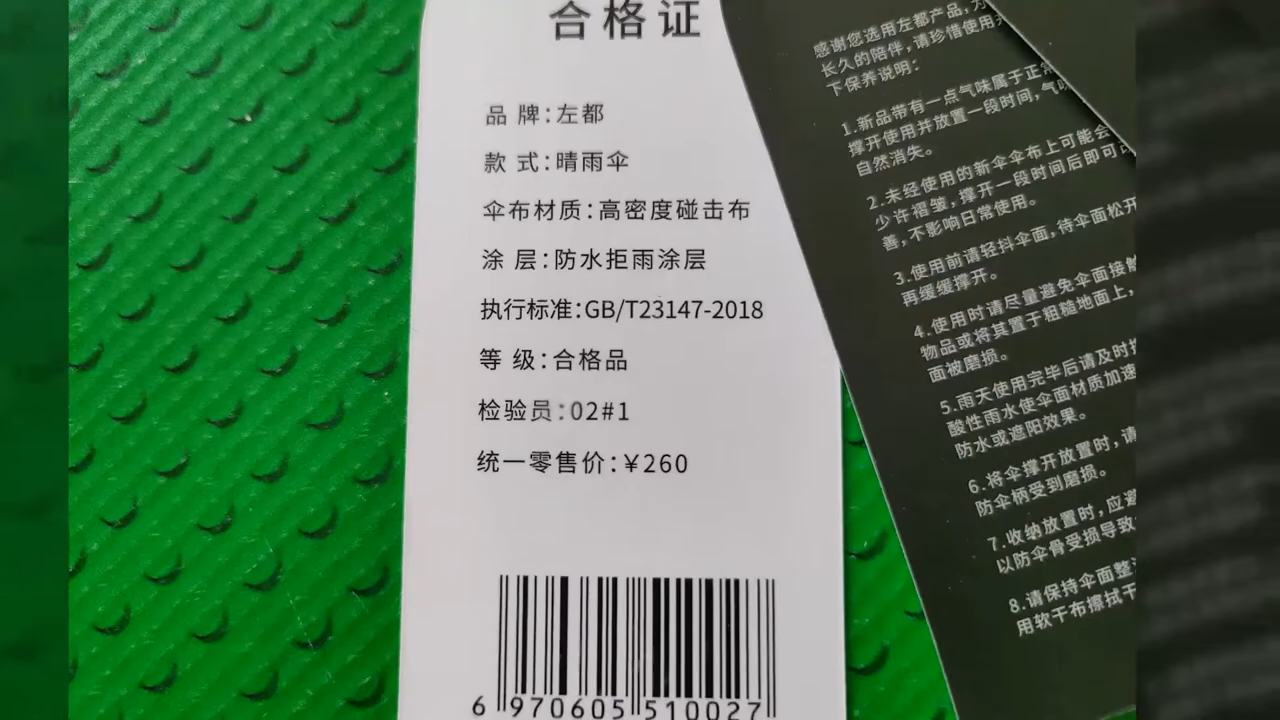 合格证
品 牌:左都
款 式:晴雨伞
伞布材质:高密度碰击布
涂 层:防水拒雨涂层
执行标准:GB/T23147-2018
等 级:合格品
检验员:02#1
统一零售价:¥260
6 970605 510027
感谢您选用左都产品,
长久的陪伴,请珍惜使用
下保养说明:
1.新品带有一点气味属于正常
撑开使用并放置一段时间,气味
自然消失。
2.未经使用的新伞伞布上可能会
少许褶皱,撑开一段时间后即可
善,不影响日常使用。
3.使用前请轻抖伞面,待伞面松开
再缓缓撑开。
4.使用时请尽量避免伞面接触
物品或将其置于粗糙地面上,
面被磨损。
5.雨天使用完毕后请及时
酸性雨水使伞面材质加速
防水或遮阳效果。
6.将伞撑开放置时,请
防伞柄受到磨损。
7.收纳放置时,应避
以防伞骨受损导致
8.请保持伞面整
用软干布擦拭干